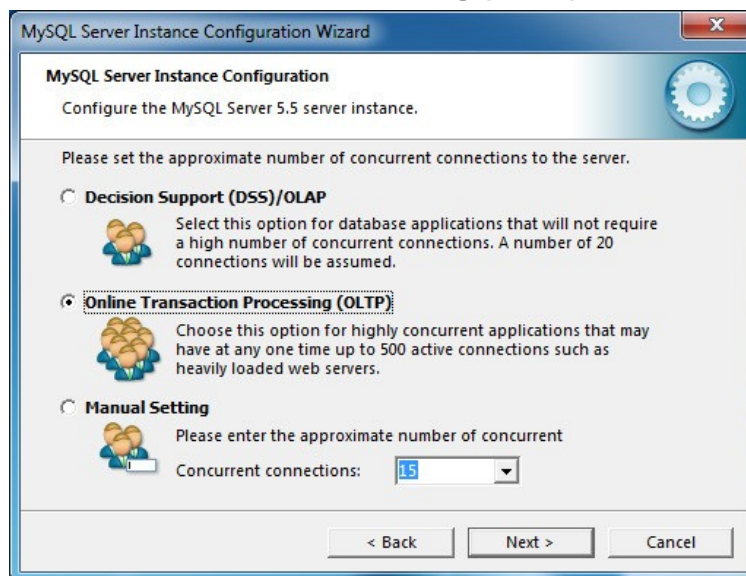 MySQL Server Instance Configuration Wizard
MySQL Server Instance Configuration
Configure the MySQL Server 5.5 server instance.
Please set the approximate number of concurrent connections to the server.
Decision Support (DSS)/OLAP
Select this option for database applications that will not require
a high number of concurrent connections. A number of 20
connections will be assumed.
Online Transaction Processing (OLTP)
Choose this option for highly concurrent applications that may
have at any one time up to 500 active connections such as
heavily loaded web servers.
Manual Setting
Please enter the approximate number of concurrent
Concurrent connections: 15
< Back Next > Cancel